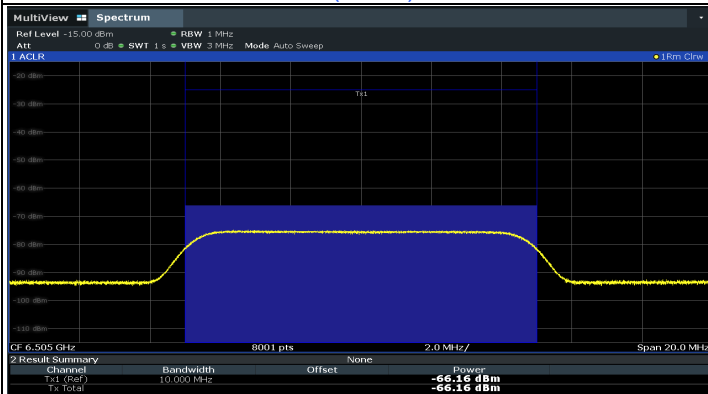 MultiView Spectrum
Ref Level -15.00 dBm RBW 1 MHz
Att 0 dB SWT 1 s VBW 3 MHz Mode Auto Sweep
1 ACLR 1Rm Clrw
-20 dBm
Tx1
-30 dBm
-40 dBm
-50 dBm
-60 dBm
-70 dBm
-80 dBm
-90 dBm
-100 dBm
-110 dBm
CF 6.505 GHz 8001 pts 2.0 MHz/ Span 20.0 MHz
2 Result Summary None
Channel Bandwidth Offset Power
Tx1 (Ref) 10.000 MHz -66.16 dBm
Tx Total -66.16 dBm